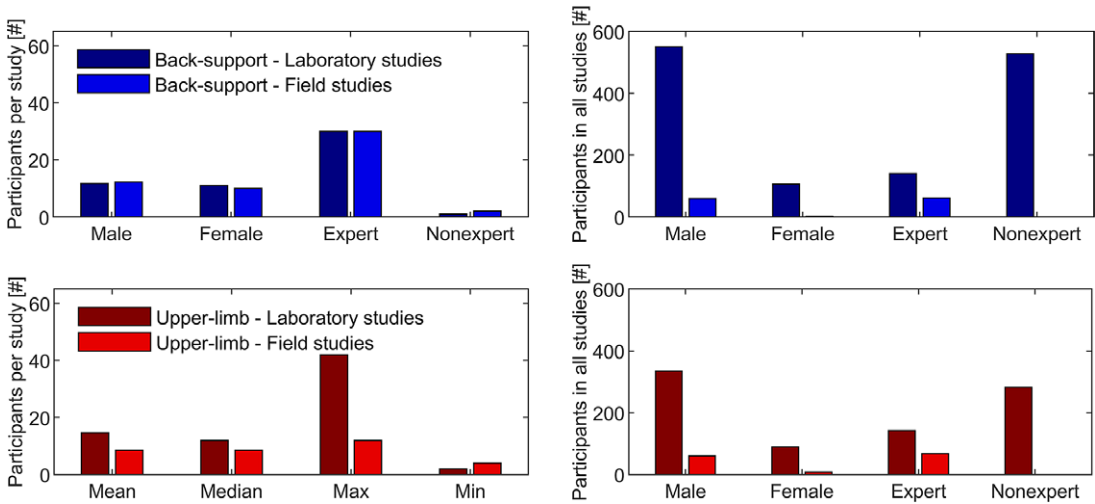 Participants per study [#]
60
40
20
0
Back-support - Laboratory studies
Back-support - Field studies
Male Female Expert Nonexpert
Participants in all studies [#]
600
400
200
0
Male Female Expert Nonexpert
Participants per study [#]
60
40
20
0
Upper-limb - Laboratory studies
Upper-limb - Field studies
Mean Median Max Min
Participants in all studies [#]
600
400
200
0
Male Female Expert Nonexpert